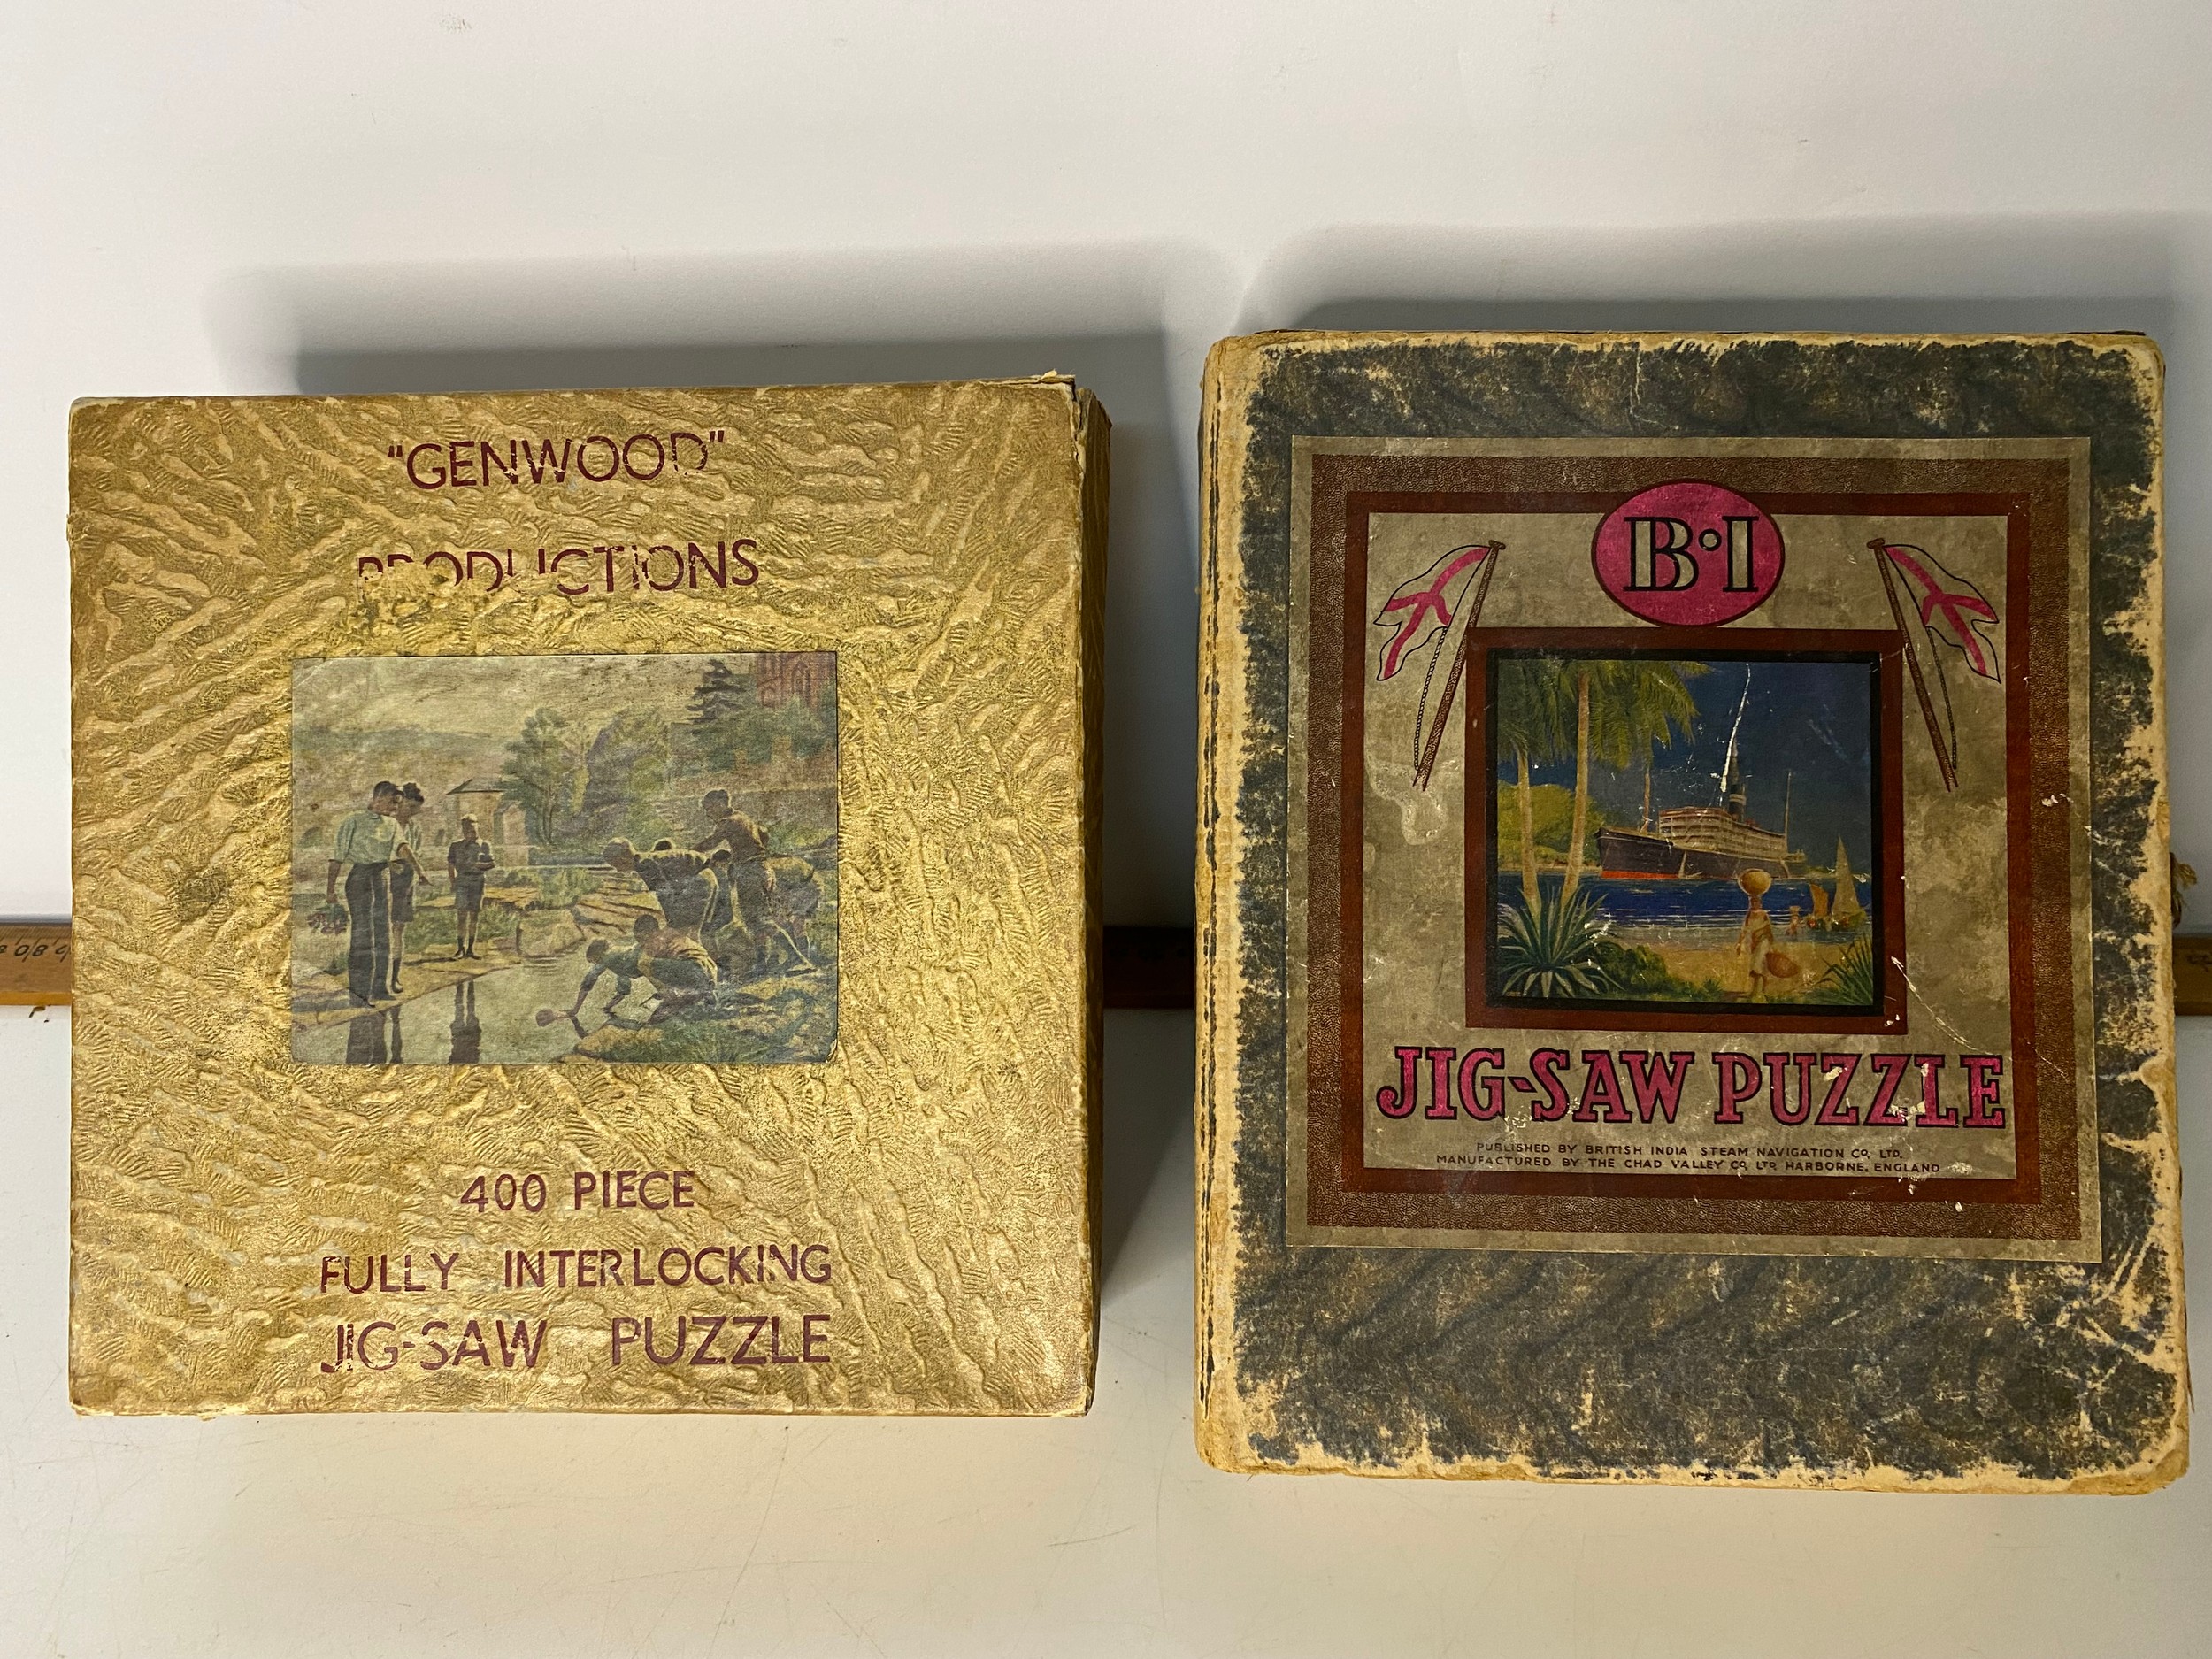 "GENWOOD"
PRODUCTIONS
400 PIECE
FULLY INTERLOCKING
JIG-SAW PUZZLE
B·I
JIG-SAW PUZZLE
PUBLISHED BY BRITISH INDIA STEAM NAVIGATION CO. LTD.
MANUFACTURED BY THE CHAD VALLEY CO. LTD. HARBORNE, ENGLAND